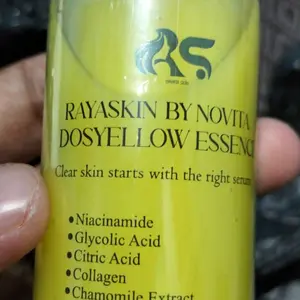 RS
RAYASKIN BY NOVITA
DOSYELLOW ESSENC
Clear skin starts with the right serum
•Niacinamide
•Glycolic Acid
•Citric Acid
•Collagen
•Chamomile Extract